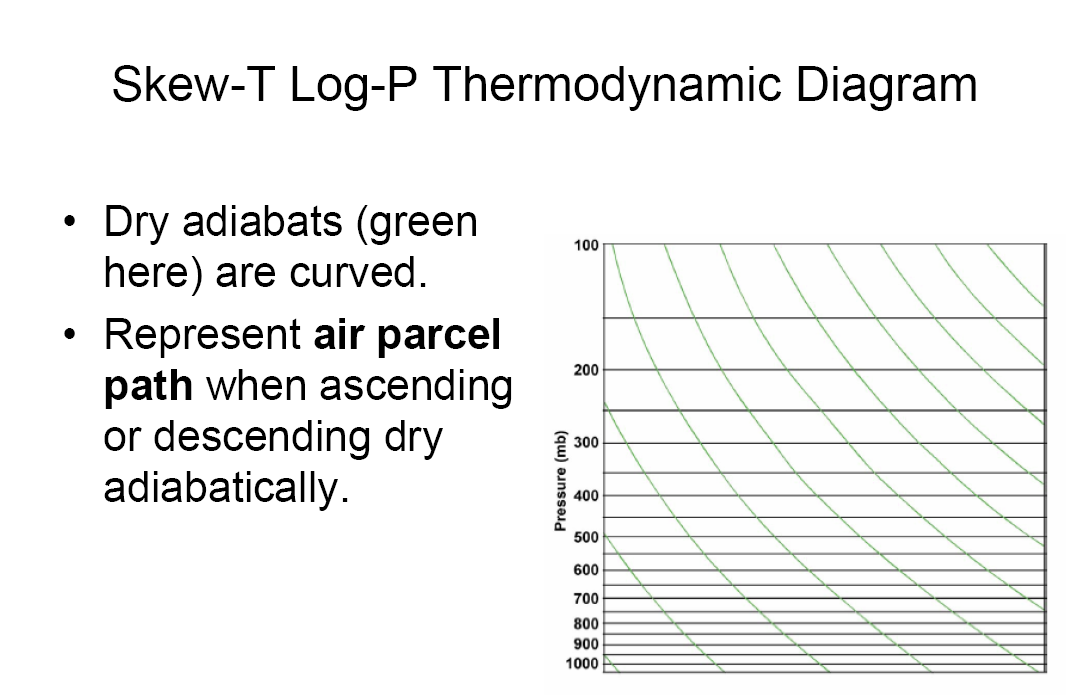 Skew-T Log-P Thermodynamic Diagram
• Dry adiabats (green
here) are curved.
• Represent air parcel
path when ascending
or descending dry
adiabatically.
Pressure (mb)
100
200
300
400
500
600
700
800
900
1000